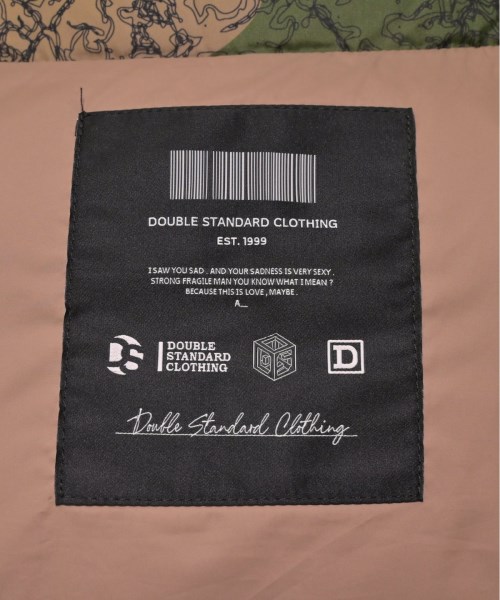 DOUBLE STANDARD CLOTHING
EST. 1999
I SAW YOU SAD . AND YOUR SADNESS IS VERY SEXY .
STRONG FRAGILE MAN YOU KNOW WHAT I MEAN ?
BECAUSE THIS IS LOVE , MAYBE .
A__
DS
DOUBLE
STANDARD
CLOTHING
D
Double Standard Clothing